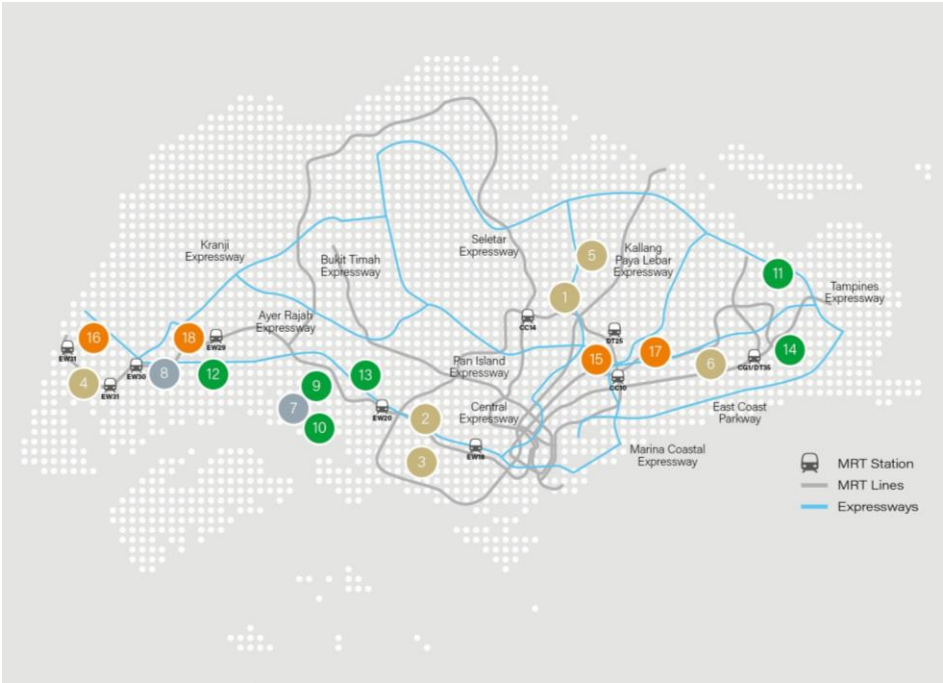 Kranji
Expressway
Bukit Timah
Expressway
Seletar
Expressway
5
Kallang
Paya Lebar
Expressway
11
Tampines
Expressway
1
Ayer Rajah
Expressway
CC14
DT25
16
18
EW31
EW29
15
17
14
6
CG1/DT35
Pan Island
Expressway
EW30
8
12
4
EW31
9
13
CC10
7
10
EW20
2
Central
Expressway
East Coast
Parkway
EW18
3
Marina Coastal
Expressway
MRT Station
MRT Lines
Expressways